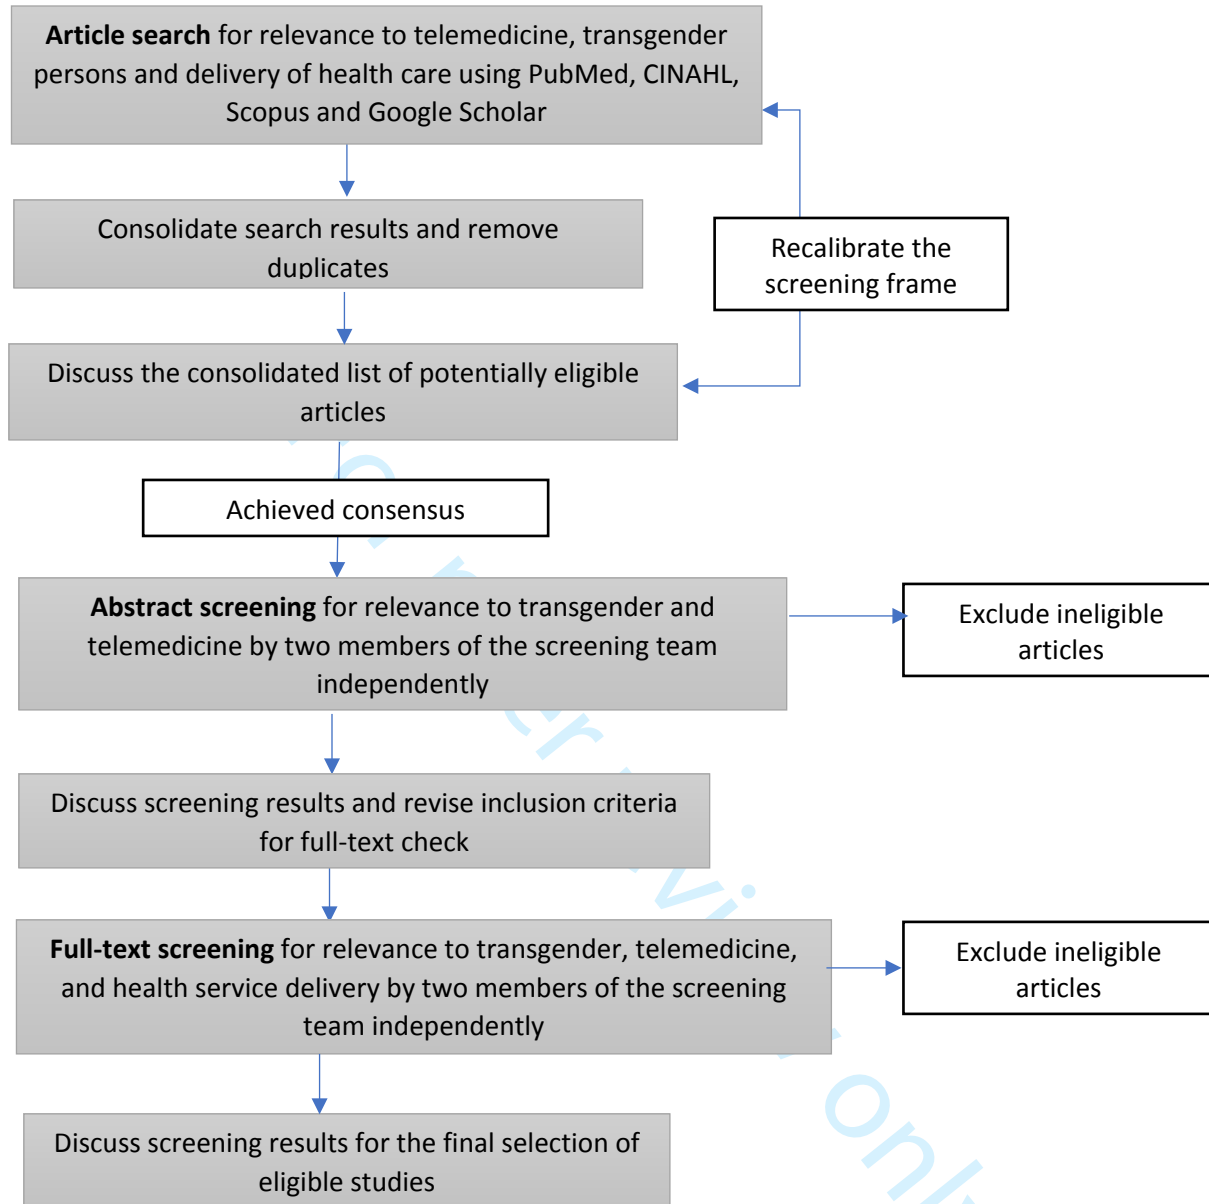 Article search for relevance to telemedicine, transgender
persons and delivery of health care using PubMed, CINAHL,
Scopus and Google Scholar
Consolidate search results and remove
duplicates
Recalibrate the
screening frame
Discuss the consolidated list of potentially eligible
articles
Achieved consensus
Abstract screening for relevance to transgender and
telemedicine by two members of the screening team
independently
Exclude ineligible
articles
Discuss screening results and revise inclusion criteria
for full-text check
Full-text screening for relevance to transgender, telemedicine,
and health service delivery by two members of the screening
team independently
Exclude ineligible
articles
Discuss screening results for the final selection of
eligible studies